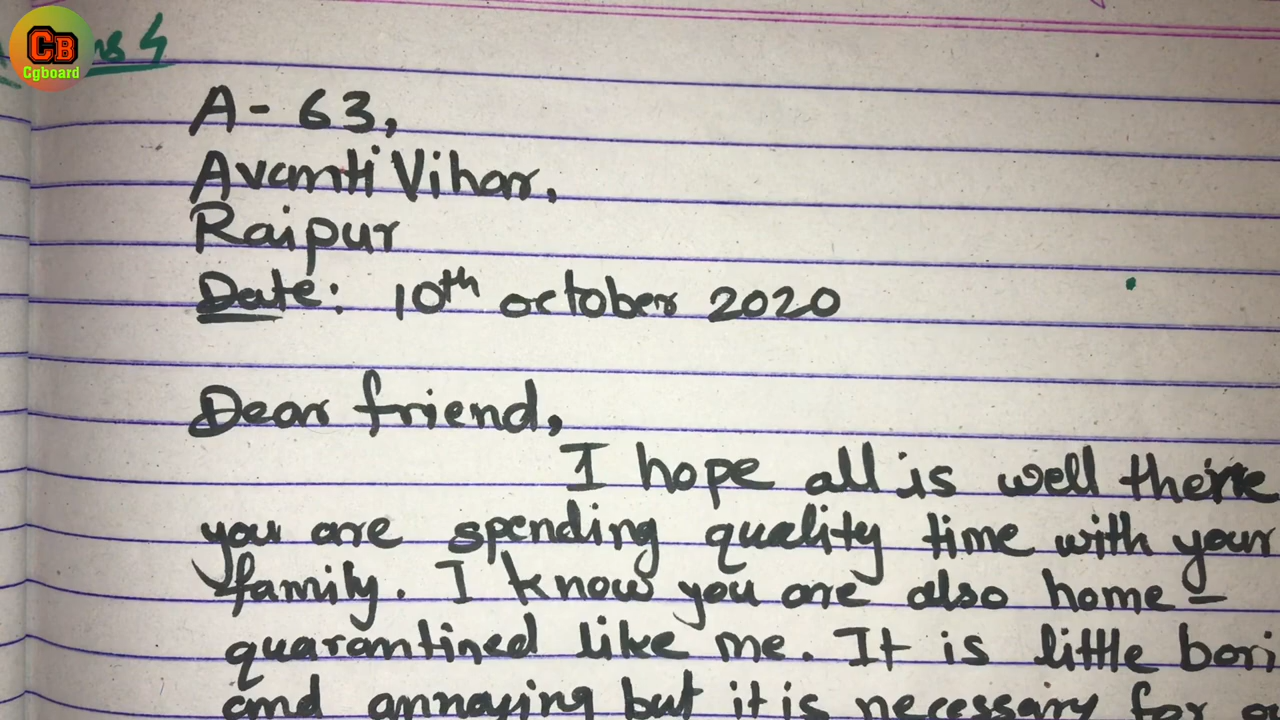 CB
Cgboard
Ans 4
A- 63,
Avanti Vihar,
Raipur
Date: 10th october 2020
Dear friend,
I hope all is well there
you are spending quality time with your
family. I know you are also home-
quarantined like me. It is little bori
and annoying but it is necessary for